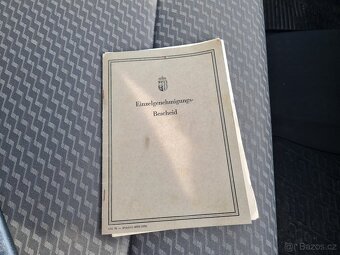 Einzelgenehmigungs-
Bescheid
Bazos.cz